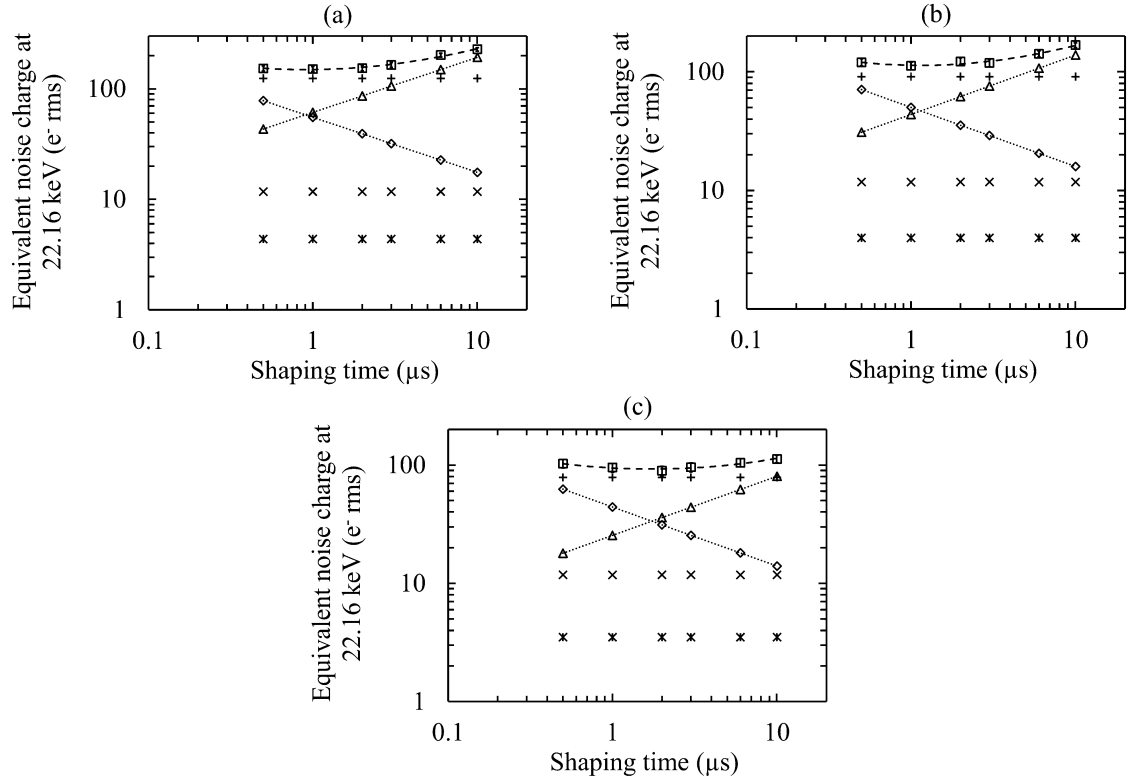 (a)
Equivalent noise charge at
22.16 keV (e⁻ rms)
100
10
1
0.1
1
10
Shaping time (µs)
(b)
Equivalent noise charge at
22.16 keV (e⁻ rms)
100
10
1
0.1
1
10
Shaping time (µs)
(c)
Equivalent noise charge at
22.16 keV (e⁻ rms)
100
10
1
0.1
1
10
Shaping time (µs)